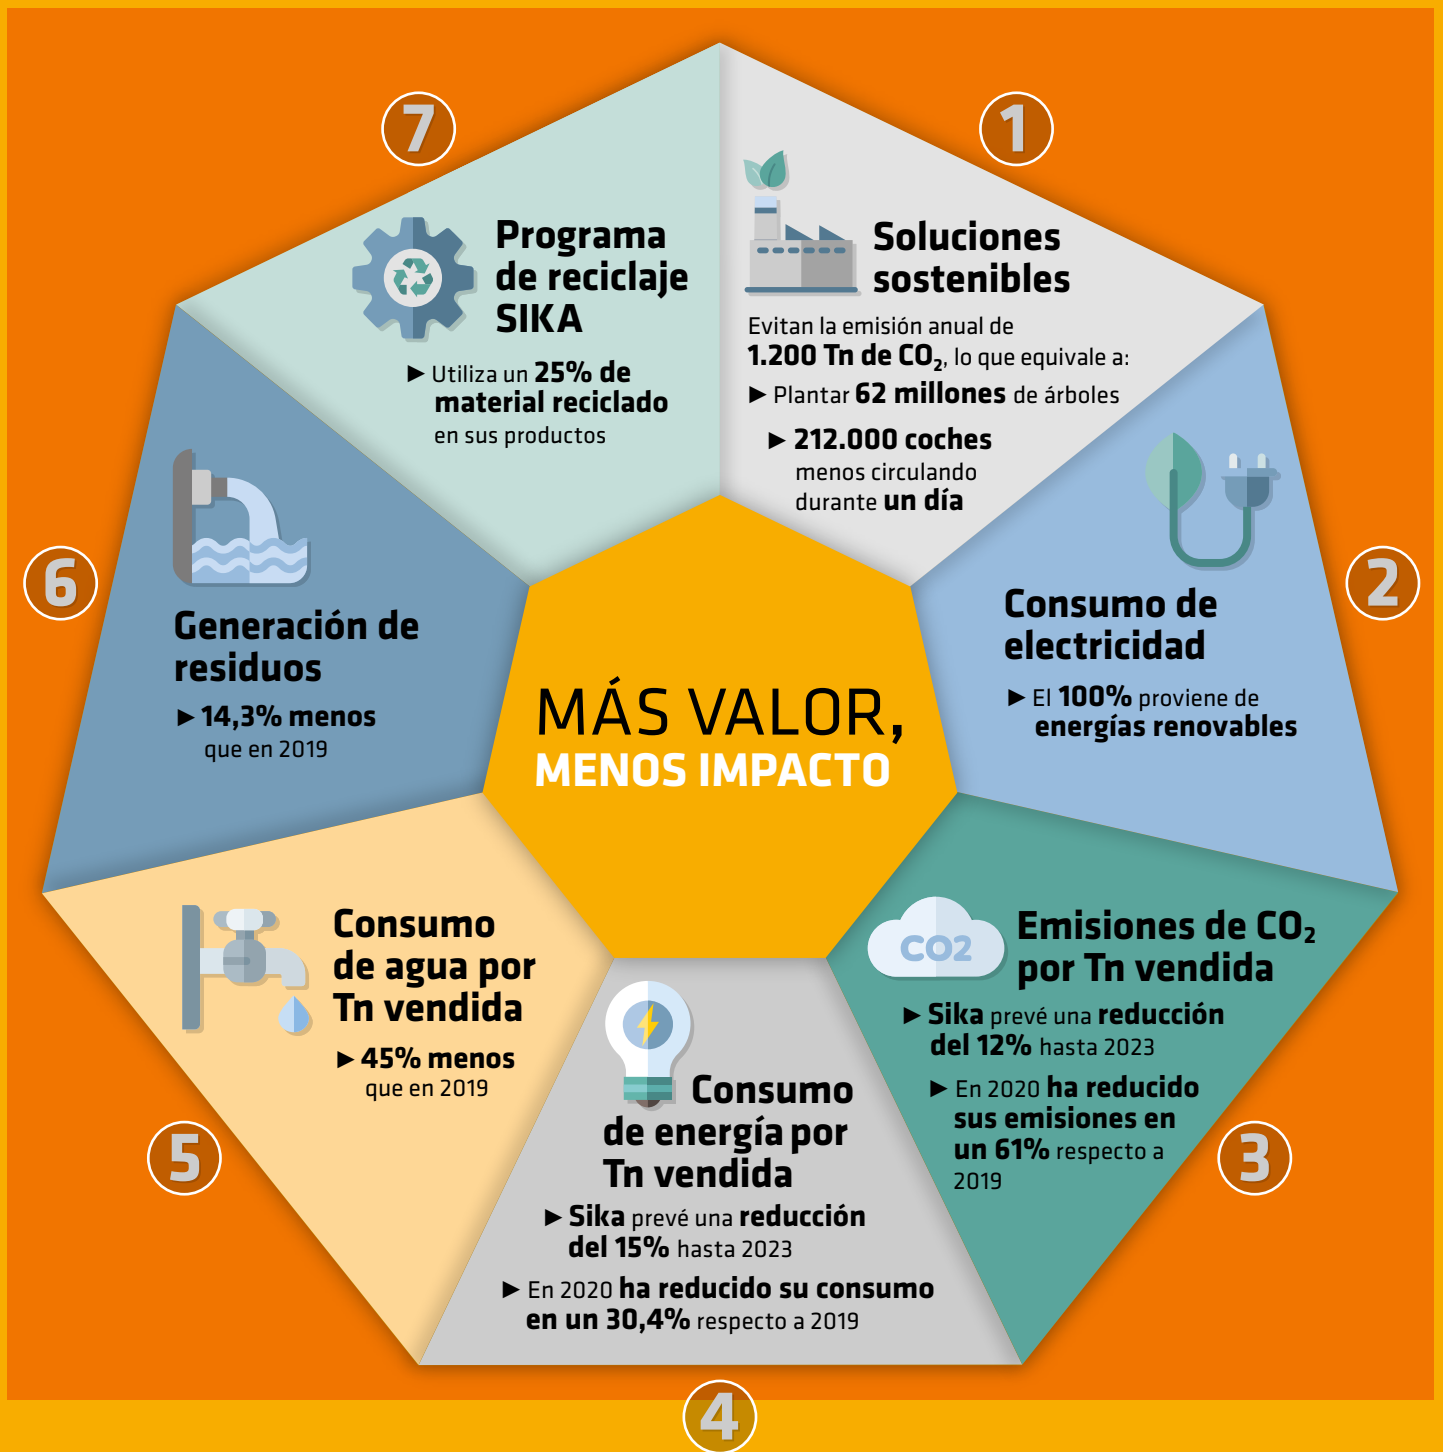 MÁS VALOR,
MENOS IMPACTO
1
Soluciones
sostenibles
Evitan la emisión anual de
1.200 Tn de CO₂, lo que equivale a:
► Plantar 62 millones de árboles
► 212.000 coches
menos circulando
durante un día
2
Consumo de
electricidad
► El 100% proviene de
energías renovables
3
CO2
Emisiones de CO₂
por Tn vendida
► Sika prevé una reducción
del 12% hasta 2023
► En 2020 ha reducido
sus emisiones en
un 61% respecto a
2019
4
Consumo
de energía por
Tn vendida
► Sika prevé una reducción
del 15% hasta 2023
► En 2020 ha reducido su consumo
en un 30,4% respecto a 2019
5
Consumo
de agua por
Tn vendida
► 45% menos
que en 2019
6
Generación de
residuos
► 14,3% menos
que en 2019
7
Programa
de reciclaje
SIKA
► Utiliza un 25% de
material reciclado
en sus productos